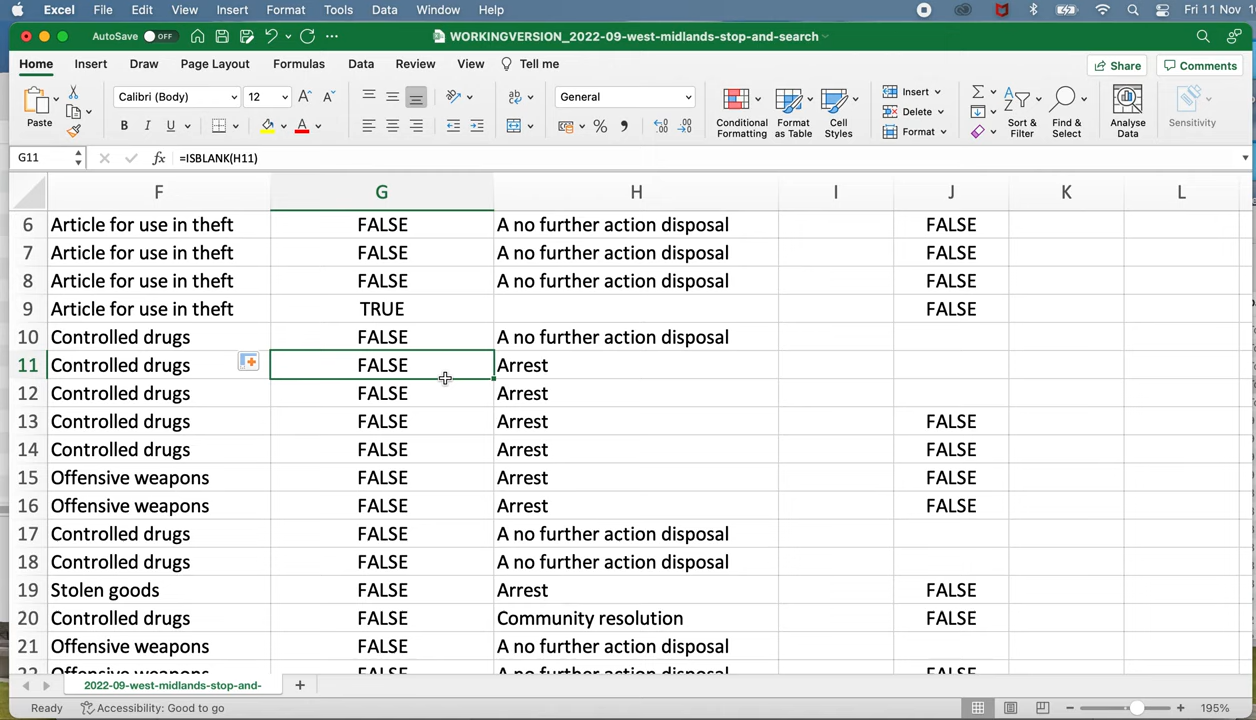 Excel File Edit View Insert Format Tools Data Window Help Fri 11 Nov
AutoSave OFF WORKINGVERSION_2022-09-west-midlands-stop-and-search
Home Insert Draw Page Layout Formulas Data Review View Tell me Share Comments
Paste Calibri (Body) 12 General Conditional Formatting Format as Table Cell Styles Insert Delete Format Sort & Filter Find & Select Analyse Data Sensitivity
G11 fx =ISBLANK(H11)
F G H I J K L
6 Article for use in theft FALSE A no further action disposal FALSE
7 Article for use in theft FALSE A no further action disposal FALSE
8 Article for use in theft FALSE A no further action disposal FALSE
9 Article for use in theft TRUE FALSE
10 Controlled drugs FALSE A no further action disposal
11 Controlled drugs FALSE Arrest
12 Controlled drugs FALSE Arrest
13 Controlled drugs FALSE Arrest FALSE
14 Controlled drugs FALSE Arrest FALSE
15 Offensive weapons FALSE Arrest FALSE
16 Offensive weapons FALSE Arrest FALSE
17 Controlled drugs FALSE A no further action disposal
18 Controlled drugs FALSE A no further action disposal
19 Stolen goods FALSE Arrest FALSE
20 Controlled drugs FALSE Community resolution FALSE
21 Offensive weapons FALSE A no further action disposal
22 Offensive weapons FALSE A no further action disposal FALSE
2022-09-west-midlands-stop-and-
Ready Accessibility: Good to go 195%